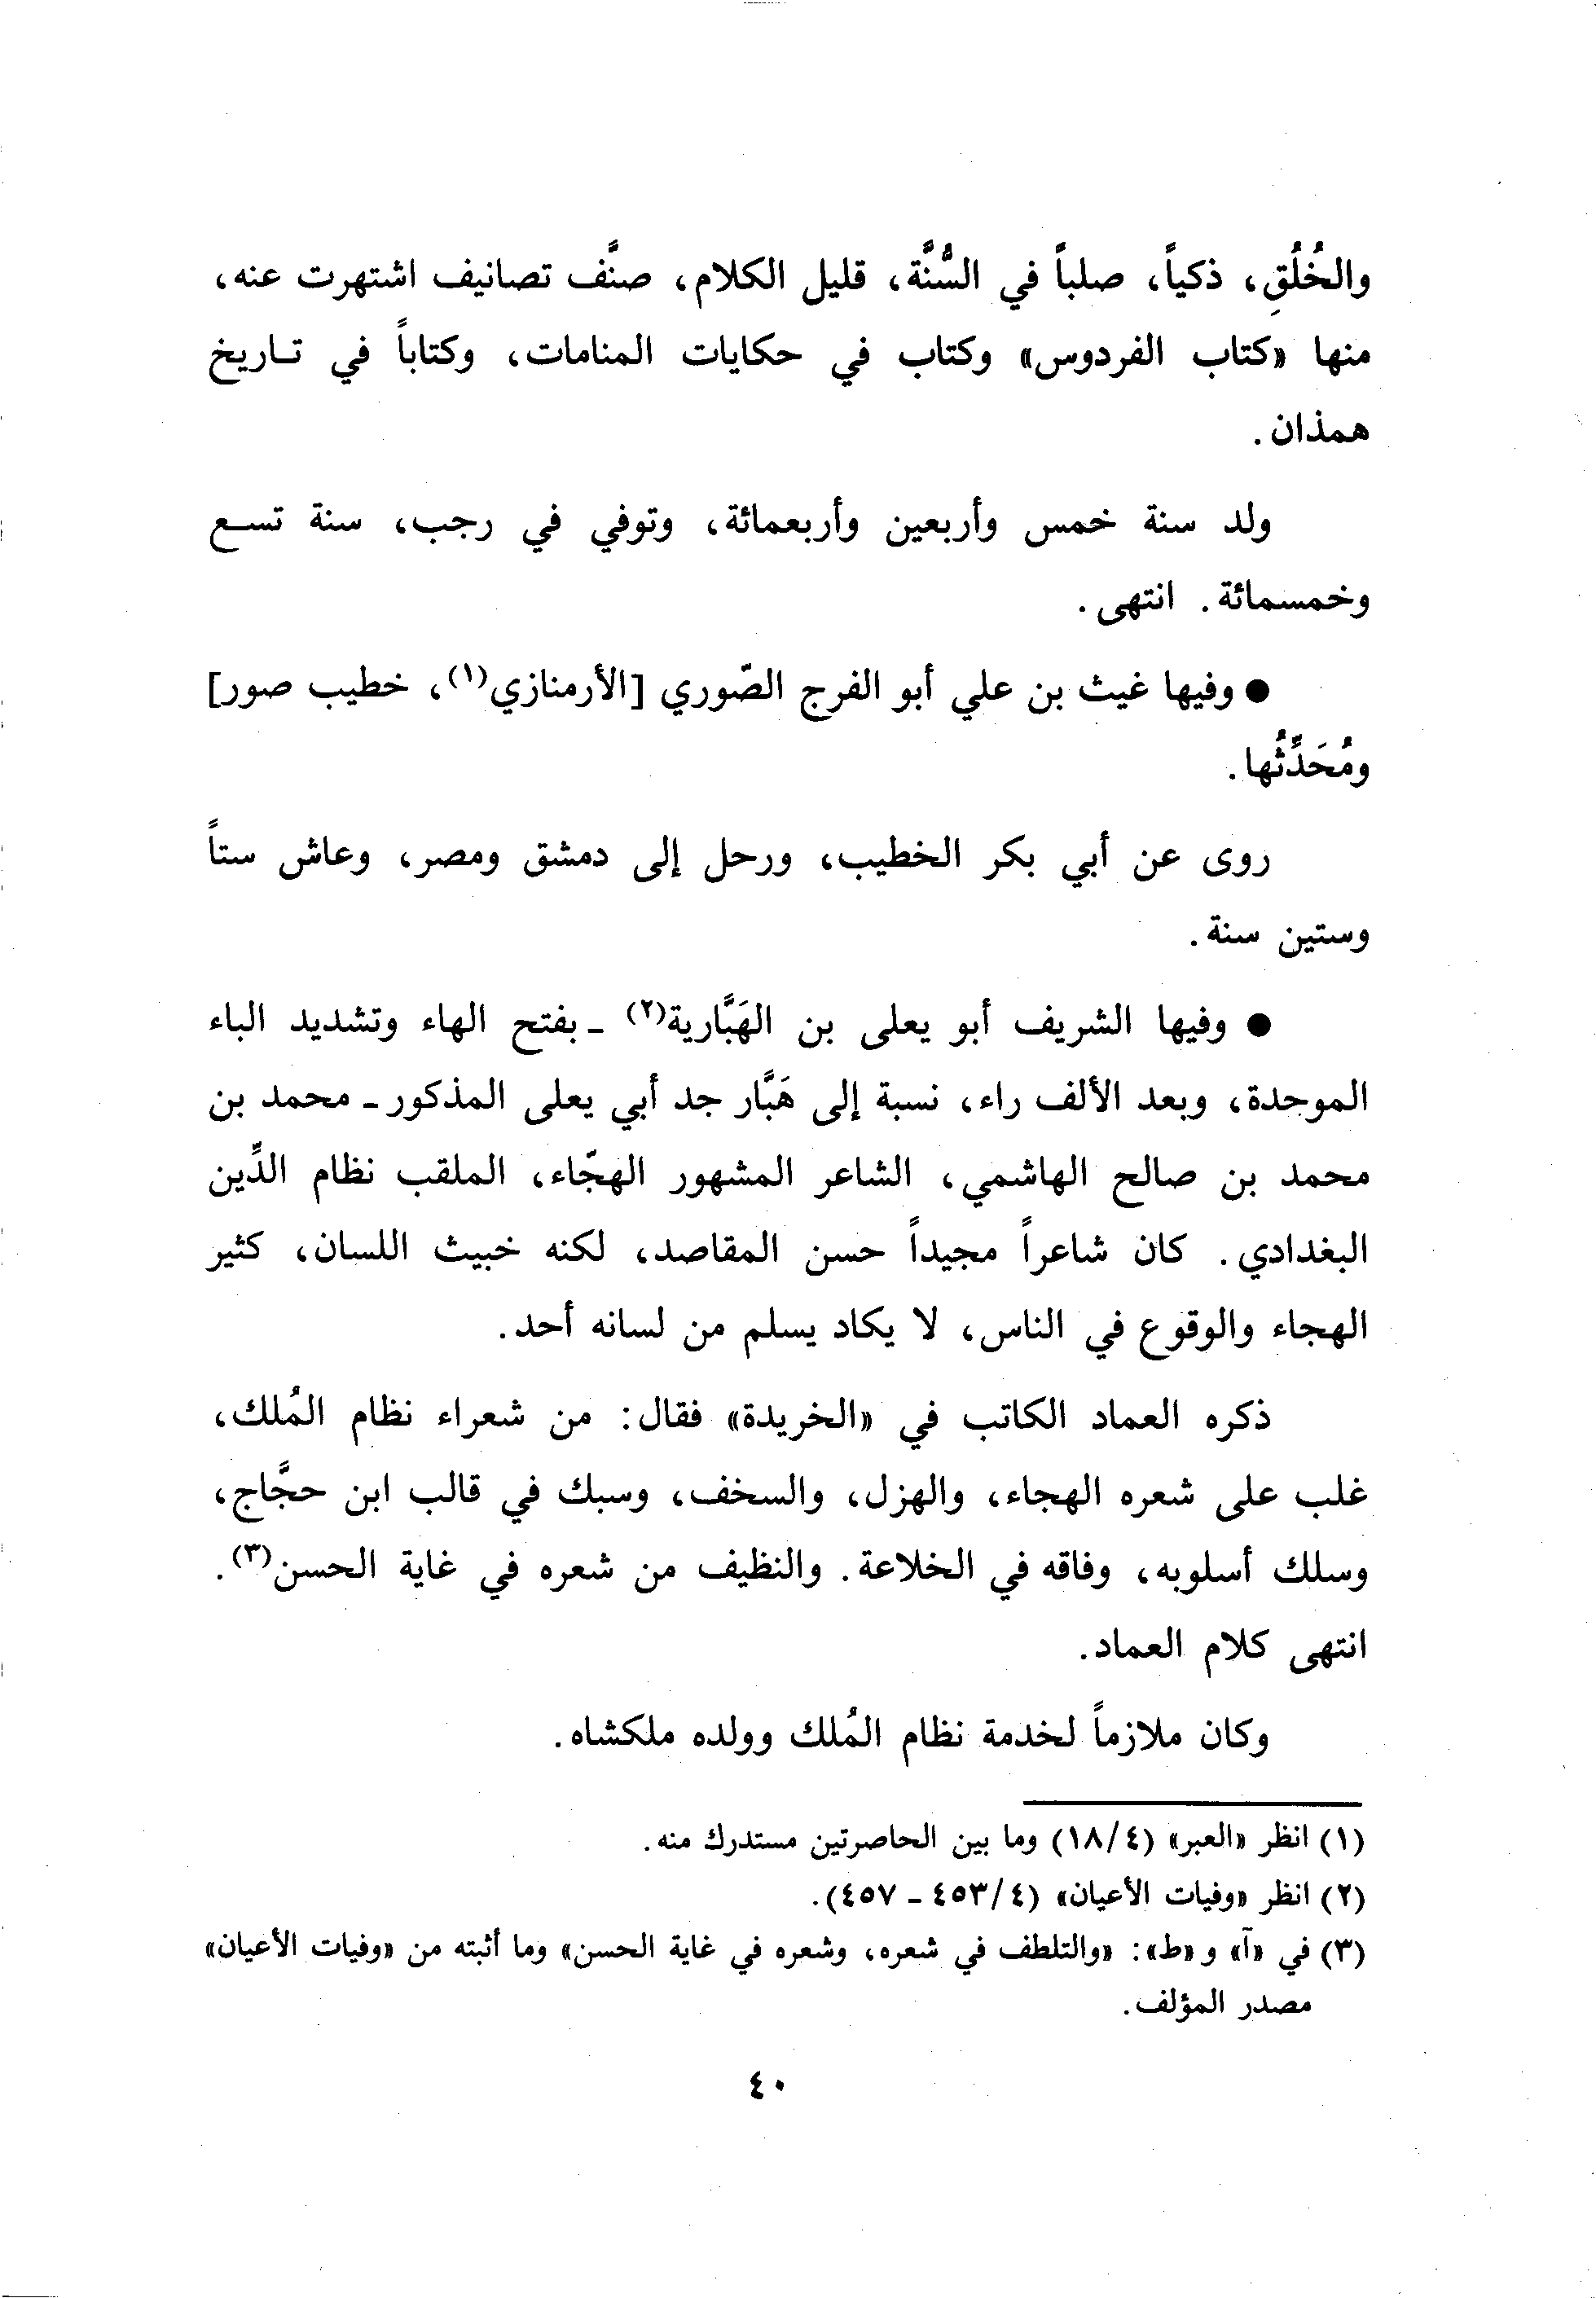 والخُلُقِ، ذكياً، صلباً في السُّنَّة، قليل الكلام، صنَّف تصانيف اشتهرت عنه،
منها «كتاب الفردوس» وكتاب في حكايات المنامات، وكتاباً في تاريخ
همذان.
ولد سنة خمس وأربعين وأربعمائة، وتوفي في رجب، سنة تسع
وخمسمائة. انتهى.
● وفيها غيث بن علي أبو الفرج الصّوري [الأرمنازي(١)، خطيب صور]
ومُحَدِّثُها.
روى عن أبي بكر الخطيب، ورحل إلى دمشق ومصر، وعاش ستاً
وستين سنة.
● وفيها الشريف أبو يعلى بن الهَبَّارية(٢) ـ بفتح الهاء وتشديد الباء
الموحدة، وبعد الألف راء، نسبة إلى هَبَّار جد أبي يعلى المذكور ـ محمد بن
محمد بن صالح الهاشمي، الشاعر المشهور الهجّاء، الملقب نظام الدِّين
البغدادي. كان شاعراً مجيداً حسن المقاصد، لكنه خبيث اللسان، كثير
الهجاء والوقوع في الناس، لا يكاد يسلم من لسانه أحد.
ذكره العماد الكاتب في «الخريدة» فقال: من شعراء نظام المُلك،
غلب على شعره الهجاء، والهزل، والسخف، وسبك في قالب ابن حجَّاج،
وسلك أسلوبه، وفاقه في الخلاعة. والنظيف من شعره في غاية الحسن(٣).
انتهى كلام العماد.
وكان ملازماً لخدمة نظام المُلك وولده ملكشاه.
(١) انظر «العبر» (١٨/٤) وما بين الحاصرتين مستدرك منه.
(٢) انظر «وفيات الأعيان» (٤٥٣/٤ ـ ٤٥٧).
(٣) في «آ» و«ط»: «والتلطف في شعره، وشعره في غاية الحسن» وما أثبته من «وفيات الأعيان»
مصدر المؤلف.
٤٠